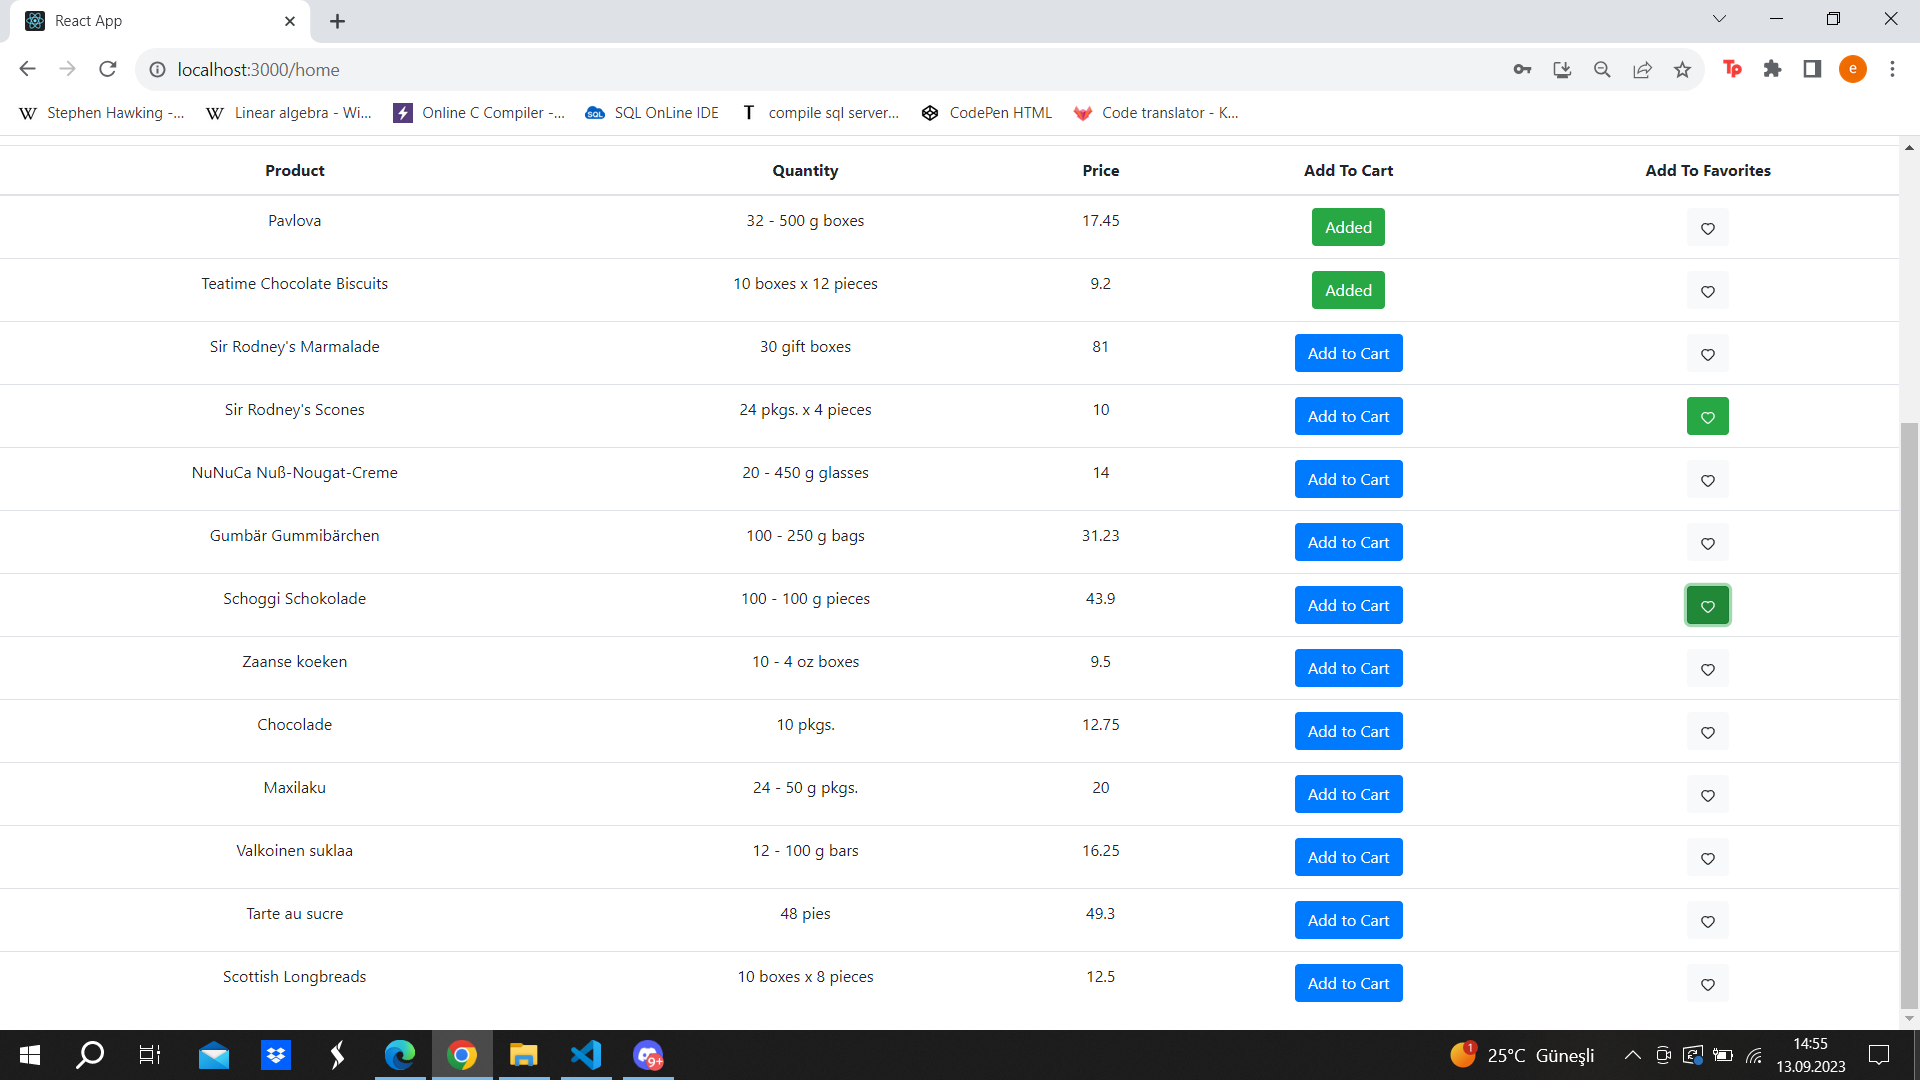 React App
localhost:3000/home
Tp
e
Stephen Hawking -...
Linear algebra - Wi...
Online C Compiler -...
SQL OnLine IDE
compile sql server...
CodePen HTML
Code translator - K...
Product Quantity Price Add To Cart Add To Favorites
Pavlova 32 - 500 g boxes 17.45 Added
Teatime Chocolate Biscuits 10 boxes x 12 pieces 9.2 Added
Sir Rodney's Marmalade 30 gift boxes 81 Add to Cart
Sir Rodney's Scones 24 pkgs. x 4 pieces 10 Add to Cart
NuNuCa Nuß-Nougat-Creme 20 - 450 g glasses 14 Add to Cart
Gumbär Gummibärchen 100 - 250 g bags 31.23 Add to Cart
Schoggi Schokolade 100 - 100 g pieces 43.9 Add to Cart
Zaanse koeken 10 - 4 oz boxes 9.5 Add to Cart
Chocolade 10 pkgs. 12.75 Add to Cart
Maxilaku 24 - 50 g pkgs. 20 Add to Cart
Valkoinen suklaa 12 - 100 g bars 16.25 Add to Cart
Tarte au sucre 48 pies 49.3 Add to Cart
Scottish Longbreads 10 boxes x 8 pieces 12.5 Add to Cart
9+
1
25°C Güneşli
14:55
13.09.2023